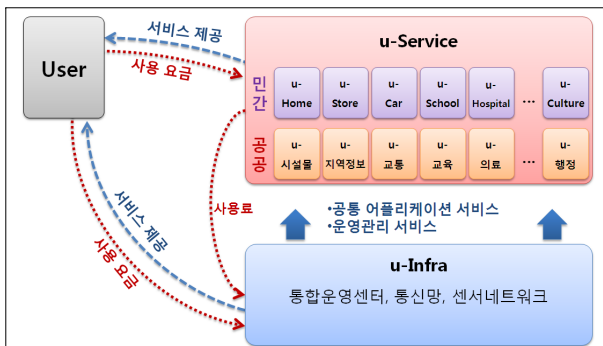 서비스 제공
사용 요금
User
u-Service
민간
u-
Home
u-
Store
u-
Car
u-
School
u-
Hospital
...
u-
Culture
공공
u-
시설물
u-
지역정보
u-
교통
u-
교육
u-
의료
...
u-
행정
사용료
•공통 어플리케이션 서비스
•운영관리 서비스
서비스 제공
사용 요금
u-Infra
통합운영센터, 통신망, 센서네트워크